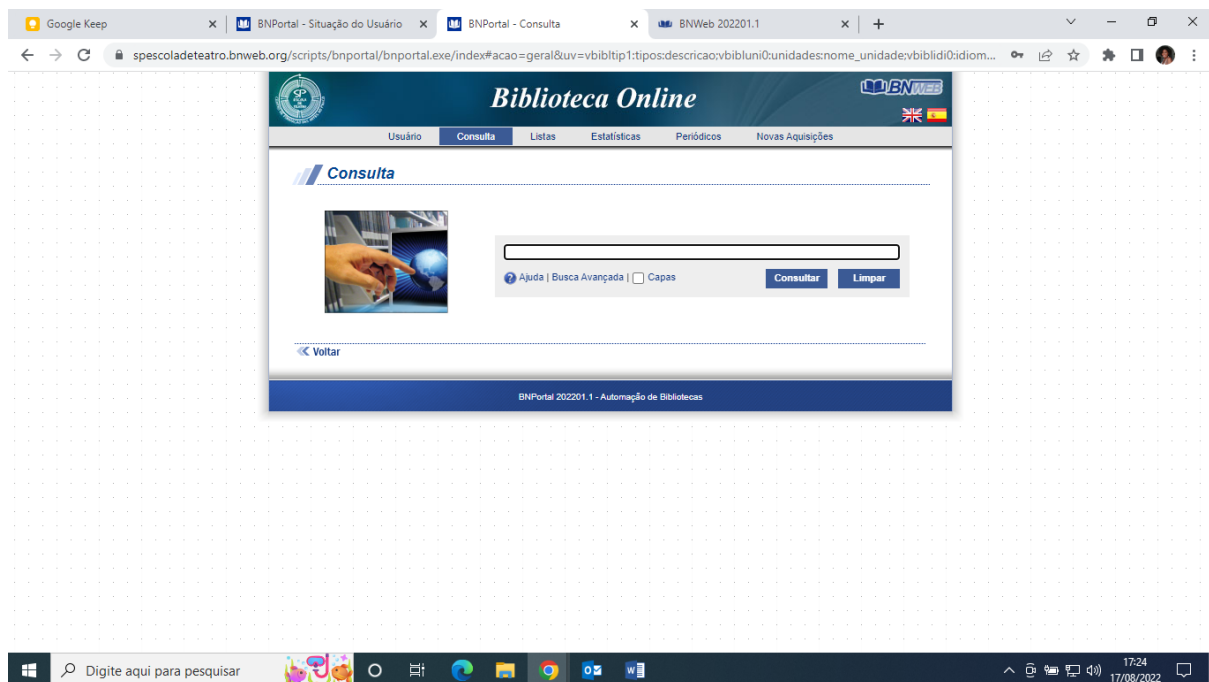 Google Keep
BNPortal - Situação do Usuário
BNPortal - Consulta
BNWeb 202201.1
spescoladeteatro.bnweb.org/scripts/bnportal/bnportal.exe/index#acao=geral&uv=vbibltip1:tipos:descricao;vbibluni0:unidades:nome_unidade;vbiblidi0:idiom...
SP
Biblioteca Online
BNWEB
Usuário Consulta Listas Estatísticas Periódicos Novas Aquisições
Consulta
Ajuda | Busca Avançada | Capas Consultar Limpar
Voltar
BNPortal 202201.1 - Automação de Bibliotecas
Digite aqui para pesquisar
17:24
17/08/2022